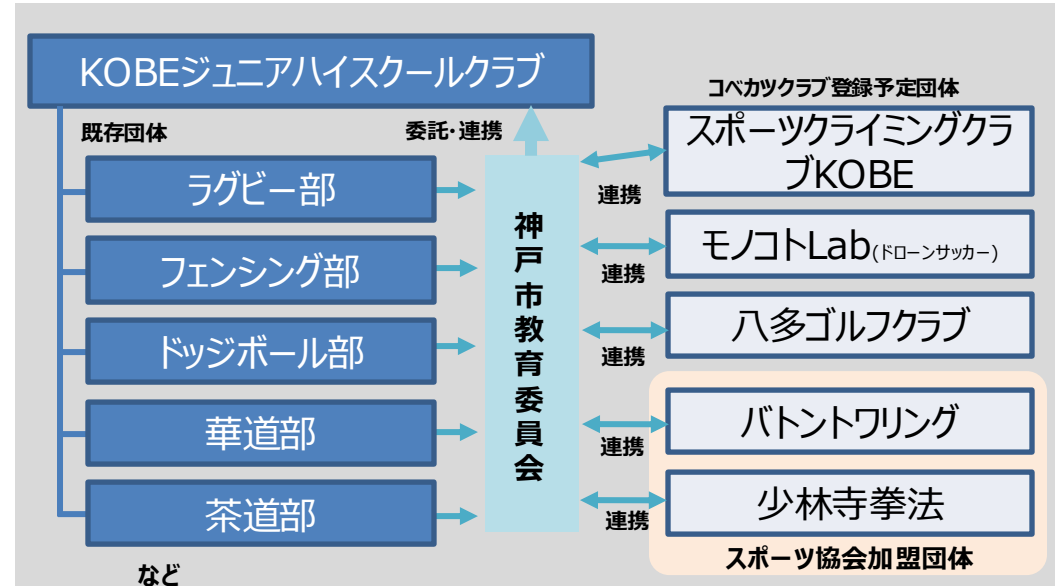 KOBEジュニアハイスクールクラブ
既存団体
委託・連携
ラグビー部
フェンシング部
ドッジボール部
華道部
茶道部
など
神戸市教育委員会
コベカツクラブ登録予定団体
スポーツクライミングクラ
ブKOBE
連携
モノコトLab(ドローンサッカー)
連携
八多ゴルフクラブ
連携
バトントワリング
連携
少林寺拳法
連携
スポーツ協会加盟団体